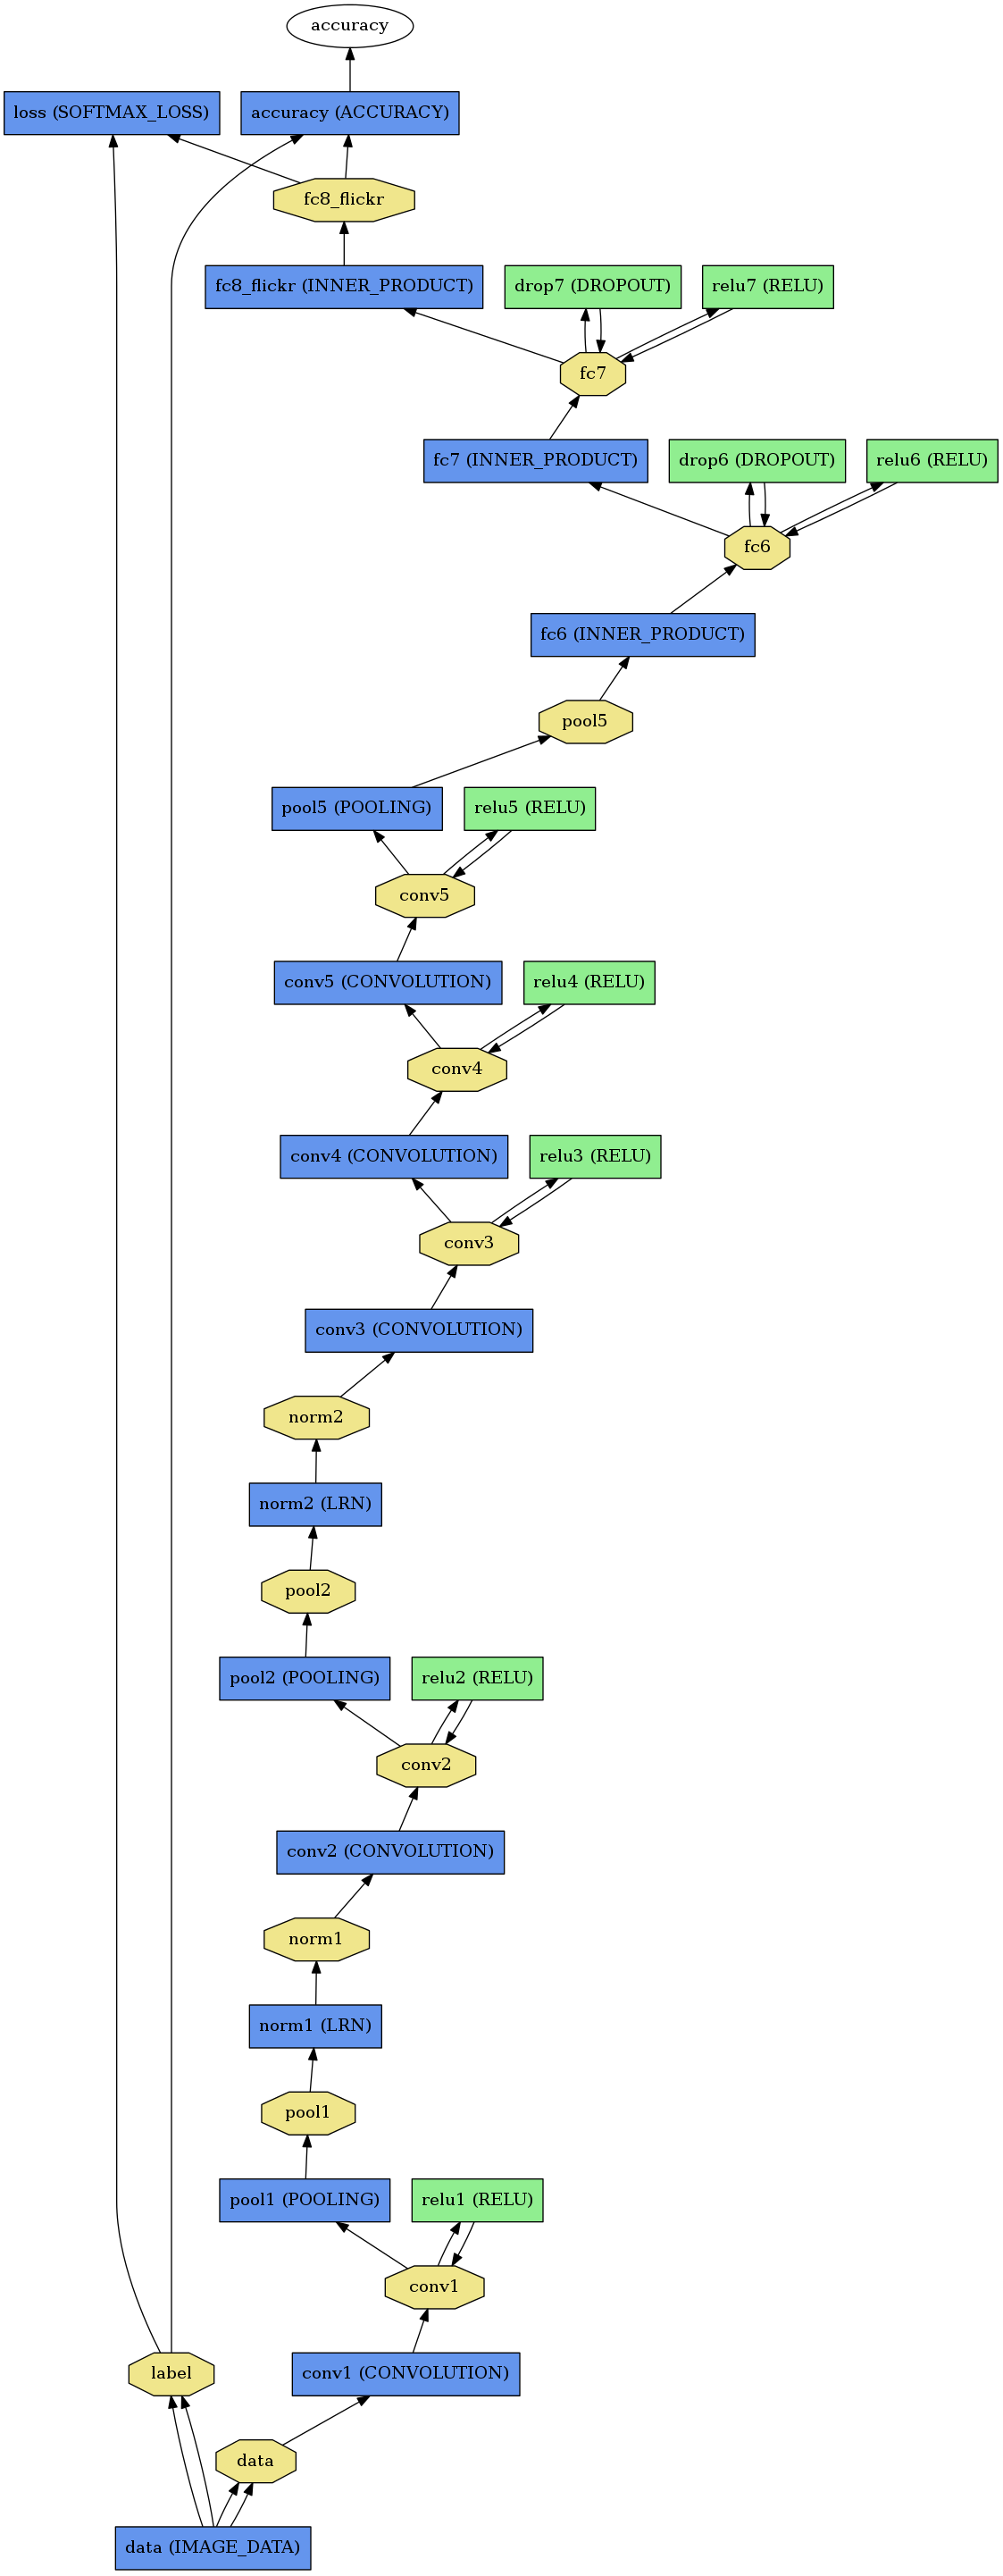 accuracy
loss (SOFTMAX_LOSS)
accuracy (ACCURACY)
fc8_flickr
fc8_flickr (INNER_PRODUCT)
drop7 (DROPOUT)
relu7 (RELU)
fc7
fc7 (INNER_PRODUCT)
drop6 (DROPOUT)
relu6 (RELU)
fc6
fc6 (INNER_PRODUCT)
pool5
pool5 (POOLING)
relu5 (RELU)
conv5
conv5 (CONVOLUTION)
relu4 (RELU)
conv4
conv4 (CONVOLUTION)
relu3 (RELU)
conv3
conv3 (CONVOLUTION)
norm2
norm2 (LRN)
pool2
pool2 (POOLING)
relu2 (RELU)
conv2
conv2 (CONVOLUTION)
norm1
norm1 (LRN)
pool1
pool1 (POOLING)
relu1 (RELU)
conv1
label
conv1 (CONVOLUTION)
data
data (IMAGE_DATA)